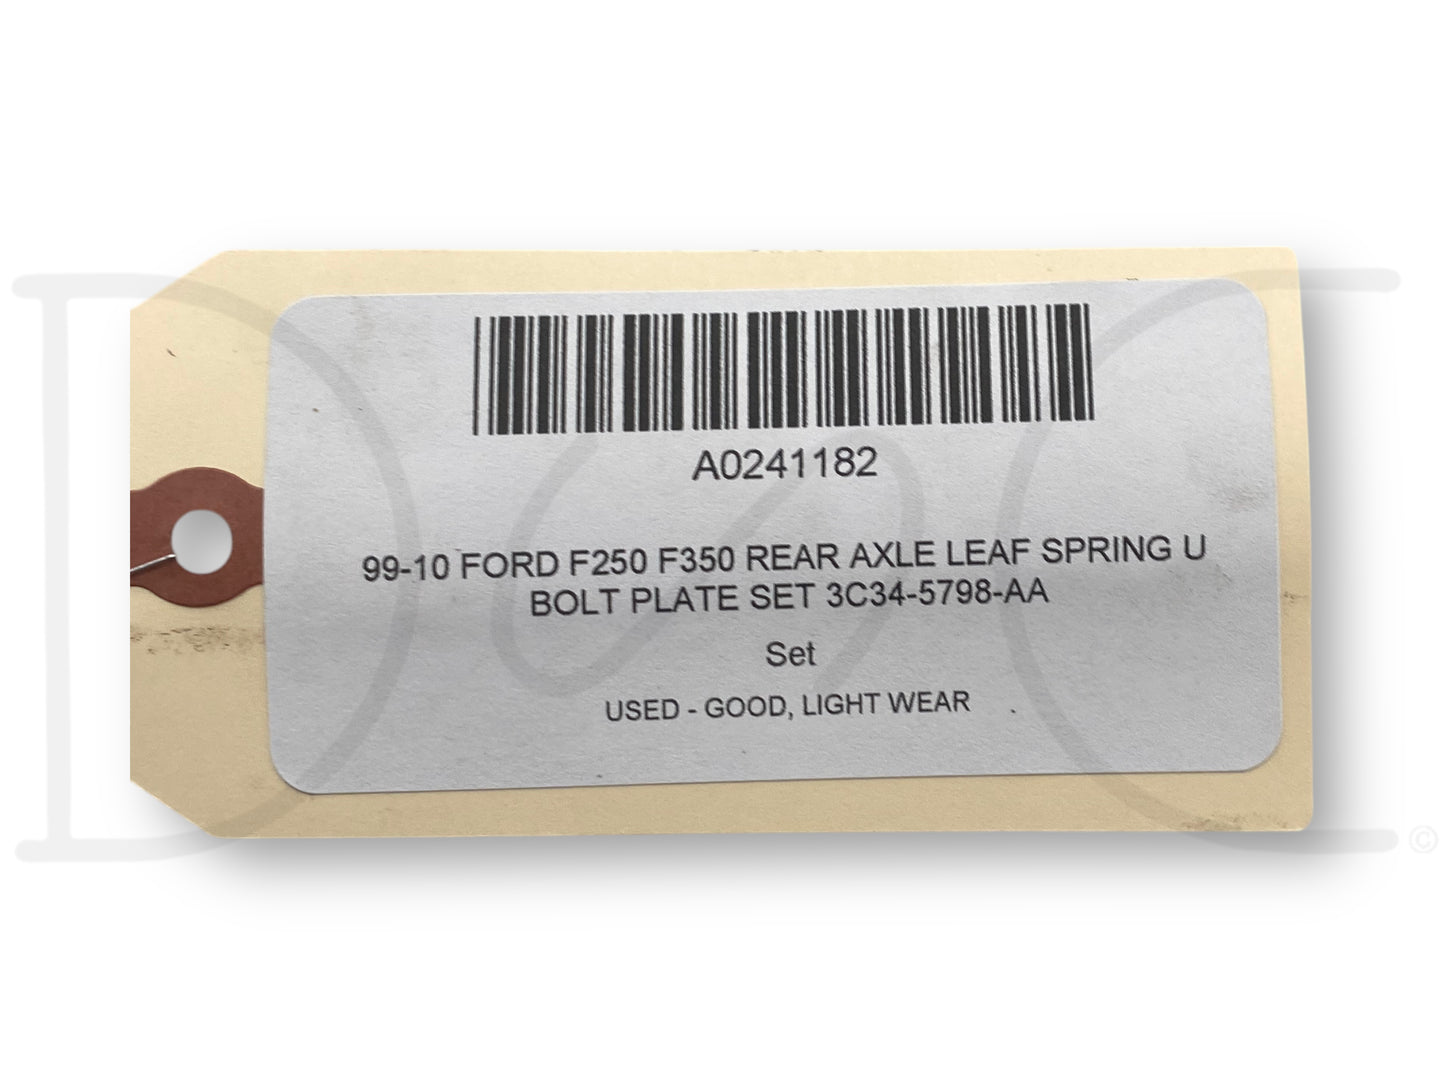 A0241182
99-10 FORD F250 F350 REAR AXLE LEAF SPRING U
BOLT PLATE SET 3C34-5798-AA
Set
USED - GOOD, LIGHT WEAR
©